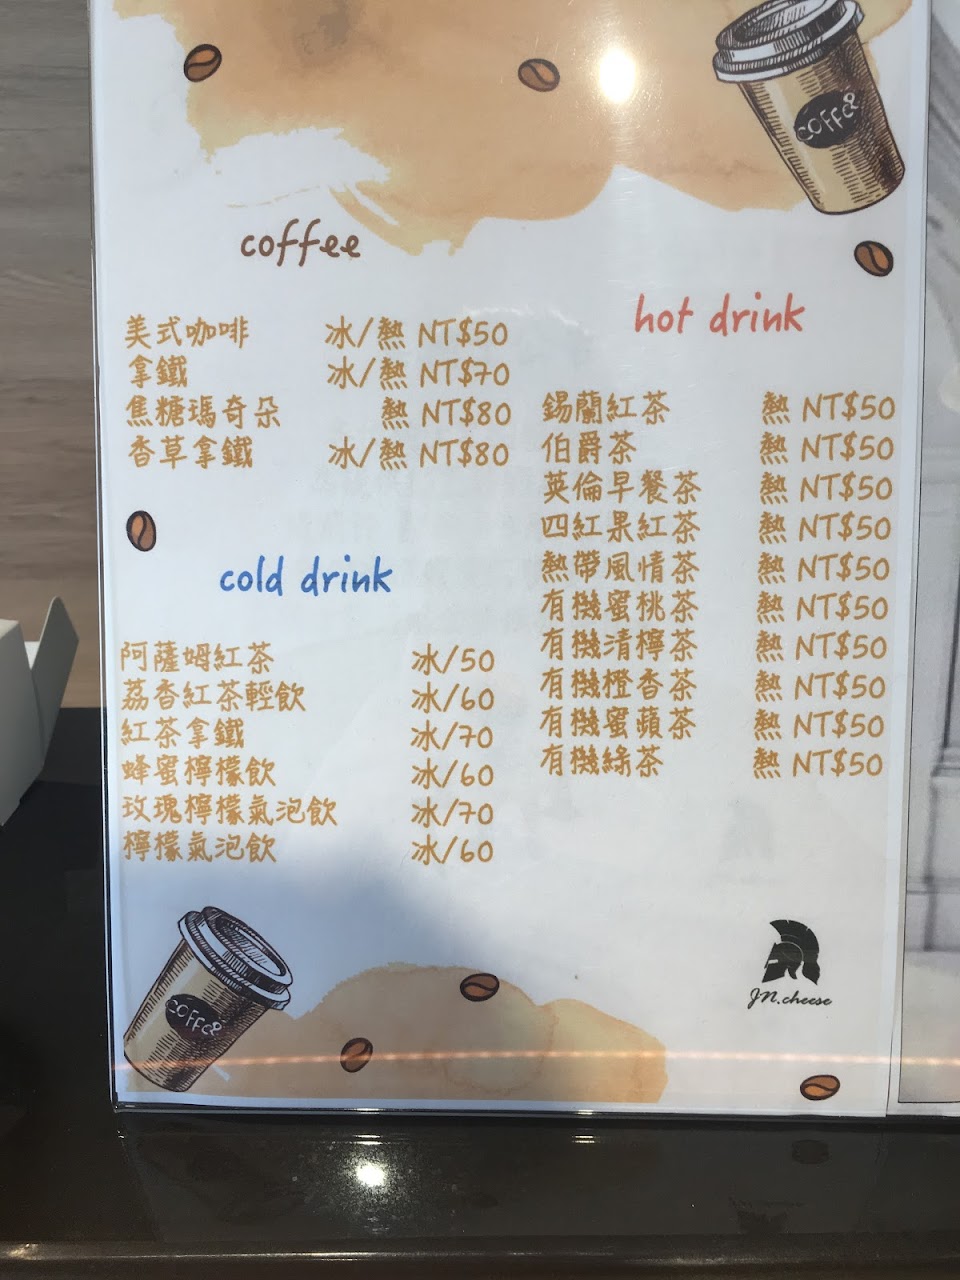 COFFee
coffee
美式咖啡 冰/熱 NT$50
拿鐵 冰/熱 NT$70
焦糖瑪奇朵 熱 NT$80
香草拿鐵 冰/熱 NT$80
cold drink
阿薩姆紅茶 冰/50
荔香紅茶輕飲 冰/60
紅茶拿鐵 冰/70
蜂蜜檸檬飲 冰/60
玫瑰檸檬氣泡飲 冰/70
檸檬氣泡飲 冰/60
hot drink
錫蘭紅茶 熱 NT$50
伯爵茶 熱 NT$50
英倫早餐茶 熱 NT$50
四紅果紅茶 熱 NT$50
熱帶風情茶 熱 NT$50
有機蜜桃茶 熱 NT$50
有機清檸茶 熱 NT$50
有機橙香茶 熱 NT$50
有機蜜蘋茶 熱 NT$50
有機綠茶 熱 NT$50
COFFee
JN.cheese